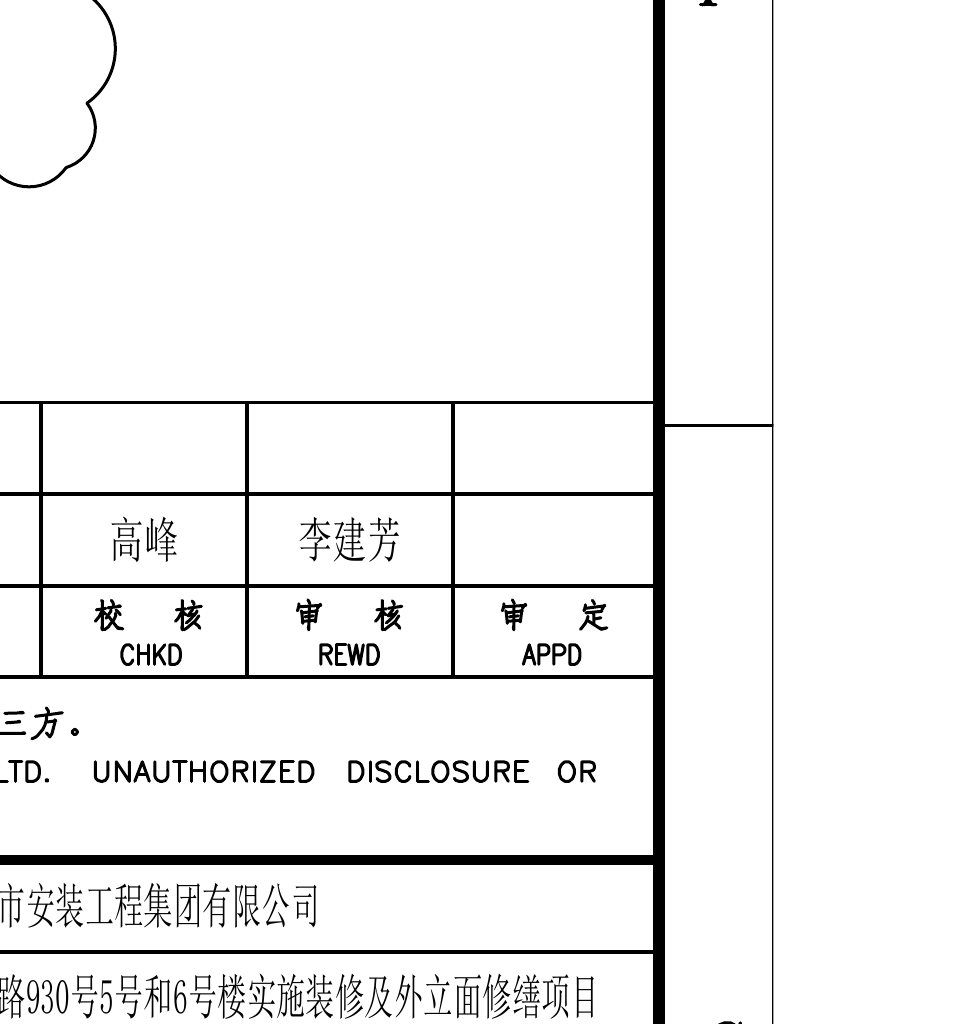 高峰 李建芳
校 核 审 核 审 定
CHKD REWD APPD
三方。
LTD. UNAUTHORIZED DISCLOSURE OR
市安装工程集团有限公司
路930号5号和6号楼实施装修及外立面修缮项目